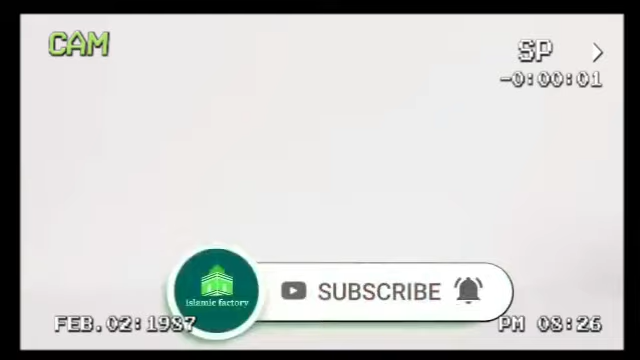 CAM
SP
-0:00:01
islamic factory
SUBSCRIBE
FEB.02:1987
PM 08:26